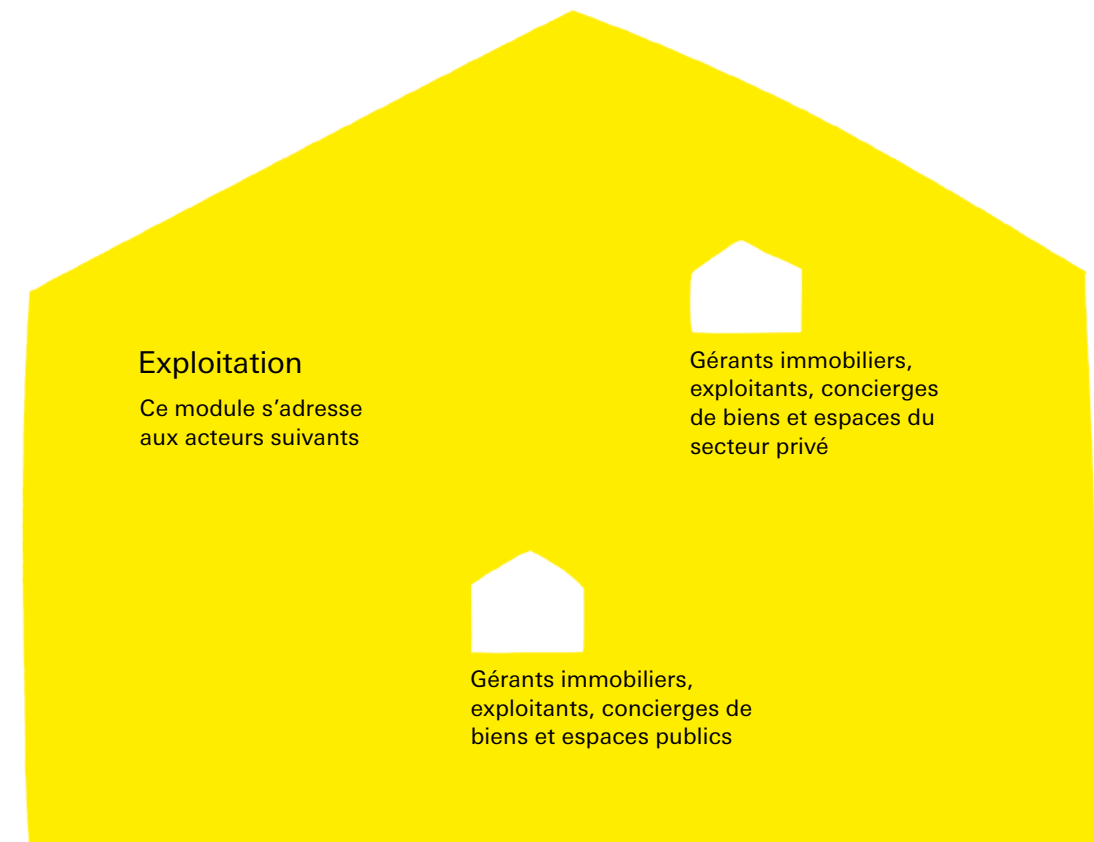 Exploitation
Ce module s’adresse
aux acteurs suivants
Gérants immobiliers,
exploitants, concierges
de biens et espaces du
secteur privé
Gérants immobiliers,
exploitants, concierges de
biens et espaces publics